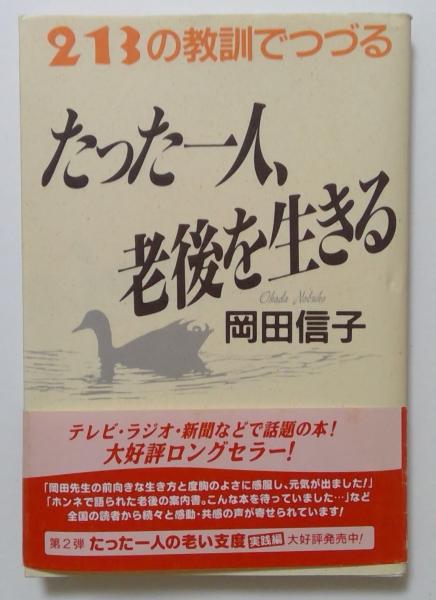 213の教訓でつづる
たった一人、
老後を生きる
Okada Nobuko
岡田信子
テレビ・ラジオ・新聞などで話題の本!
大好評ロングセラー!
「岡田先生の前向きな生き方と度胸のよさに感服し、元気が出ました!」
「ホンネで語られた老後の案内書。こんな本を待っていました…」など
全国の読者から続々と感動・共感の声が寄せられています!
第2弾 たった一人の老い支度 実践編 大好評発売中!